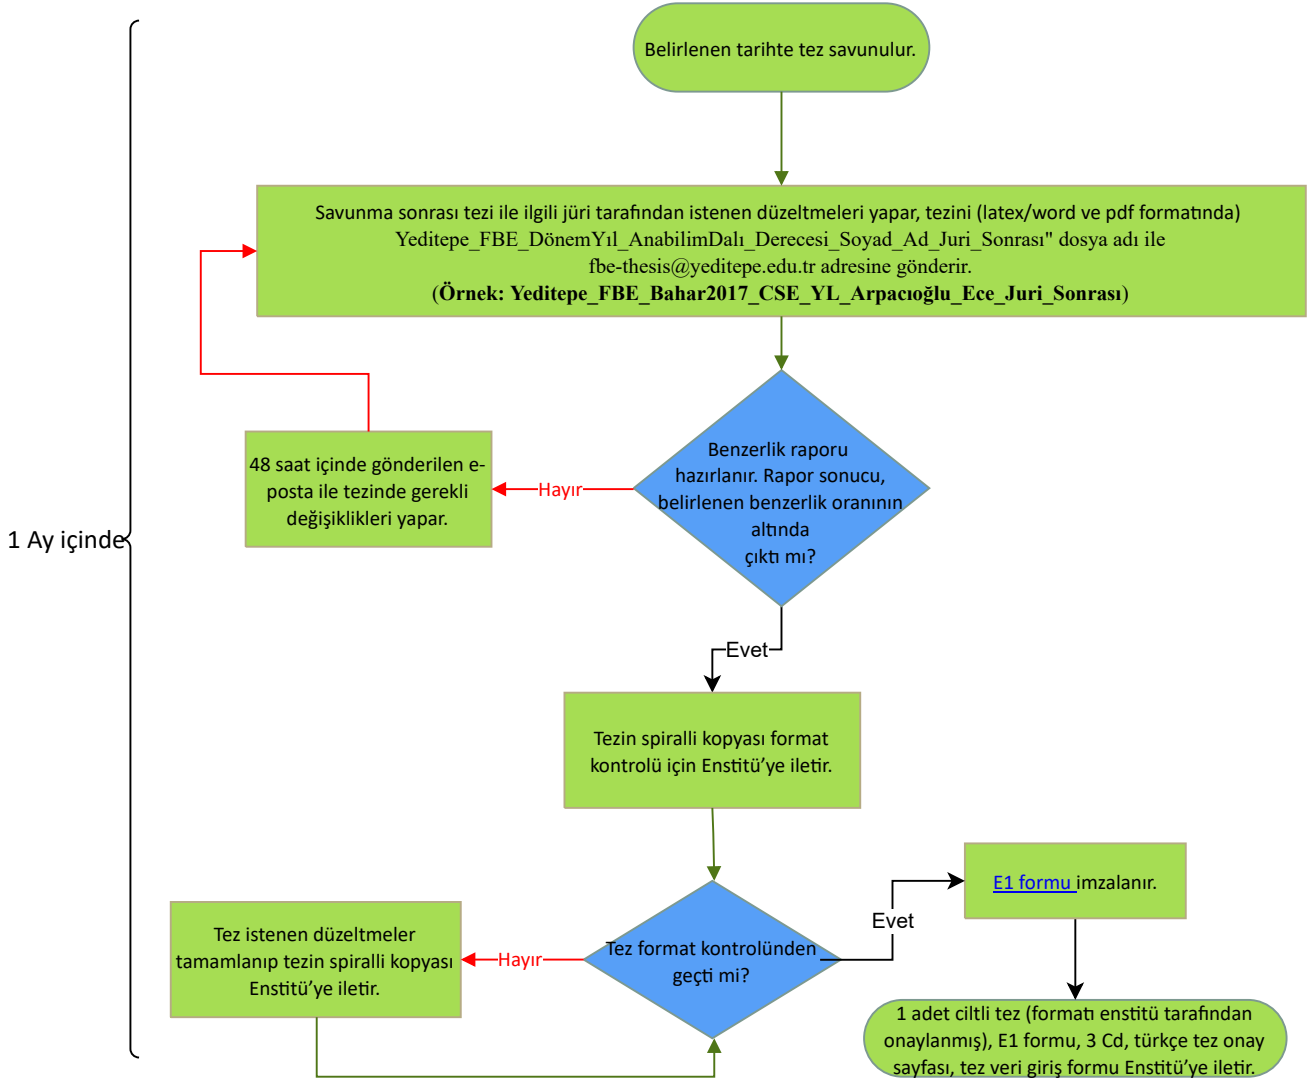 Belirlenen tarihte tez savunulur.
Savunma sonrası tezi ile ilgili jüri tarafından istenen düzeltmeleri yapar, tezini (latex/word ve pdf formatında)
Yeditepe_FBE_DönemYıl_AnabilimDalı_Derecesi_Soyad_Ad_Juri_Sonrası" dosya adı ile
fbe-thesis@yeditepe.edu.tr adresine gönderir.
(Örnek: Yeditepe_FBE_Bahar2017_CSE_YL_Arpacıoğlu_Ece_Juri_Sonrası)
Benzerlik raporu
hazırlanır. Rapor sonucu,
belirlenen benzerlik oranının
altında
çıktı mı?
Hayır
48 saat içinde gönderilen e-
posta ile tezinde gerekli
değişiklikleri yapar.
1 Ay içinde
Evet
Tezin spiralli kopyası format
kontrolü için Enstitü’ye iletir.
Tez format kontrolünden
geçti mi?
Hayır
Tez istenen düzeltmeler
tamamlanıp tezin spiralli kopyası
Enstitü’ye iletir.
Evet
E1 formu imzalanır.
1 adet ciltli tez (formatı enstitü tarafından
onaylanmış), E1 formu, 3 Cd, türkçe tez onay
sayfası, tez veri giriş formu Enstitü’ye iletir.